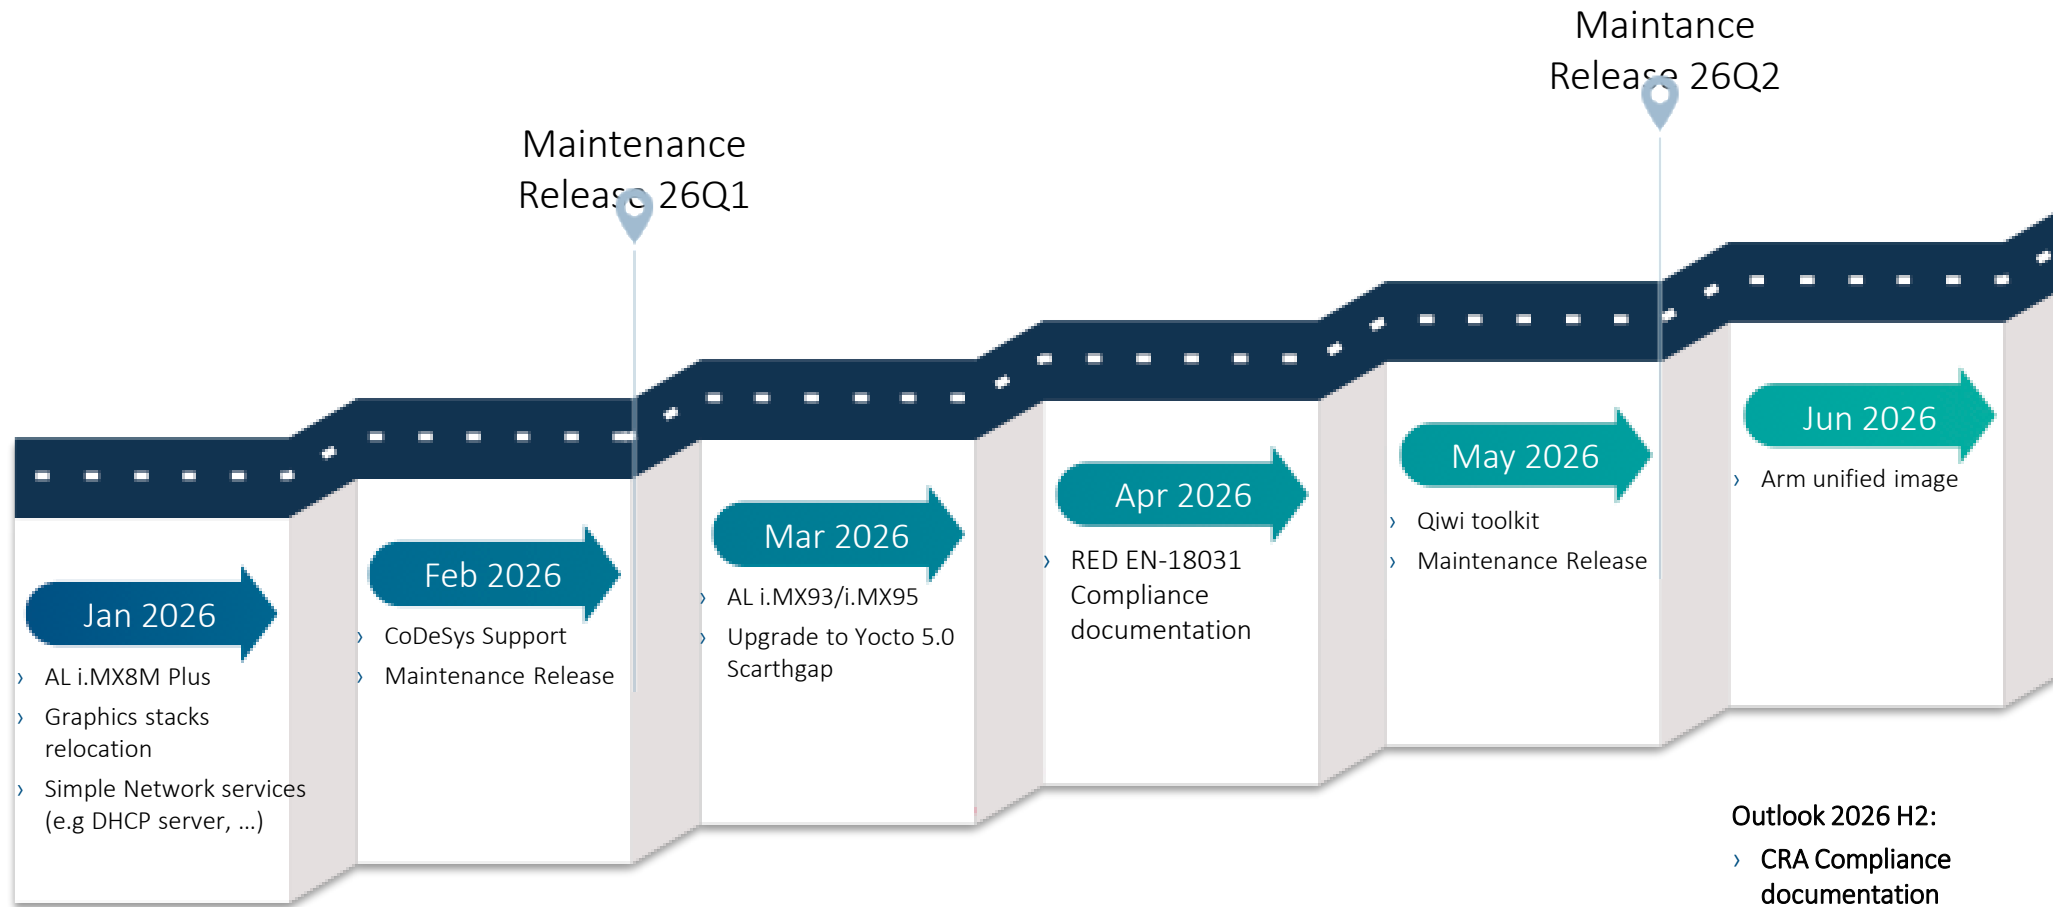 Maintenance
Release 26Q1
Maintance
Release 26Q2
Jan 2026
› AL i.MX8M Plus
› Graphics stacks
relocation
› Simple Network services
(e.g DHCP server, ...)
Feb 2026
› CoDeSys Support
› Maintenance Release
Mar 2026
› AL i.MX93/i.MX95
› Upgrade to Yocto 5.0
Scarthgap
Apr 2026
› RED EN-18031
Compliance
documentation
May 2026
› Qiwi toolkit
› Maintenance Release
Jun 2026
› Arm unified image
Outlook 2026 H2:
› CRA Compliance
documentation